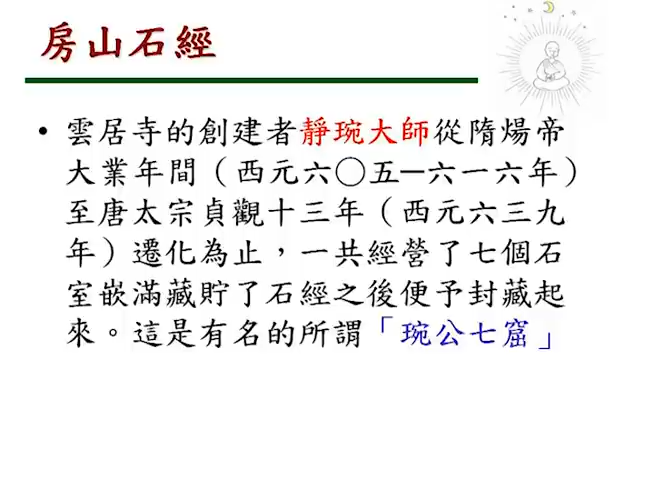 房山石經
• 雲居寺的創建者靜琬大師從隋煬帝
大業年間（西元六〇五─六一六年）
至唐太宗貞觀十三年（西元六三九
年）遷化為止，一共經營了七個石
室嵌滿藏貯了石經之後便予封藏起
來。這是有名的所謂「琬公七窟」